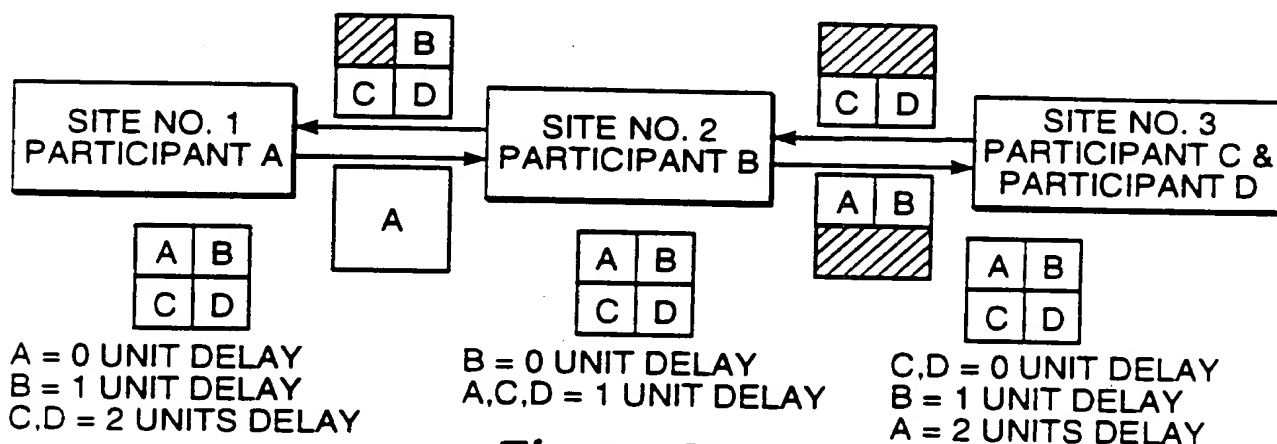 B
C D
C D
SITE NO. 1
PARTICIPANT A
SITE NO. 2
PARTICIPANT B
SITE NO. 3
PARTICIPANT C &
PARTICIPANT D
A
A B
A B
C D
A B
C D
A B
C D
A = 0 UNIT DELAY
B = 1 UNIT DELAY
C,D = 2 UNITS DELAY
B = 0 UNIT DELAY
A,C,D = 1 UNIT DELAY
C,D = 0 UNIT DELAY
B = 1 UNIT DELAY
A = 2 UNITS DELAY